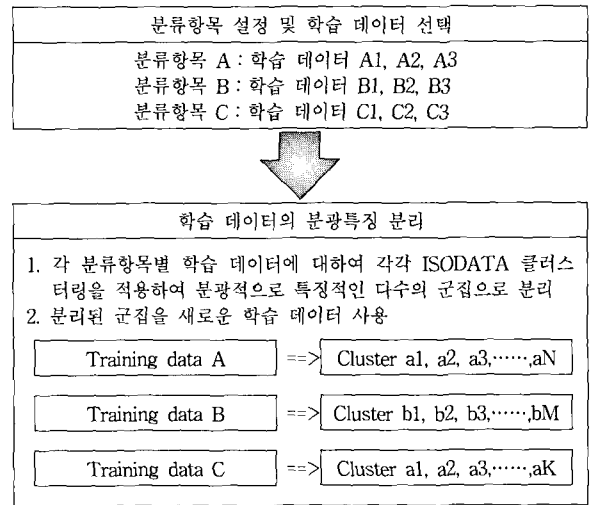 분류항목 설정 및 학습 데이터 선택
분류항목 A : 학습 데이터 A1, A2, A3
분류항목 B : 학습 데이터 B1, B2, B3
분류항목 C : 학습 데이터 C1, C2, C3
학습 데이터의 분광특징 분리
1. 각 분류항목별 학습 데이터에 대하여 각각 ISODATA 클러스
터링을 적용하여 분광적으로 특징적인 다수의 군집으로 분리
2. 분리된 군집을 새로운 학습 데이터 사용
Training data A ==> Cluster a1, a2, a3,……,aN
Training data B ==> Cluster b1, b2, b3,……,bM
Training data C ==> Cluster a1, a2, a3,……,aK